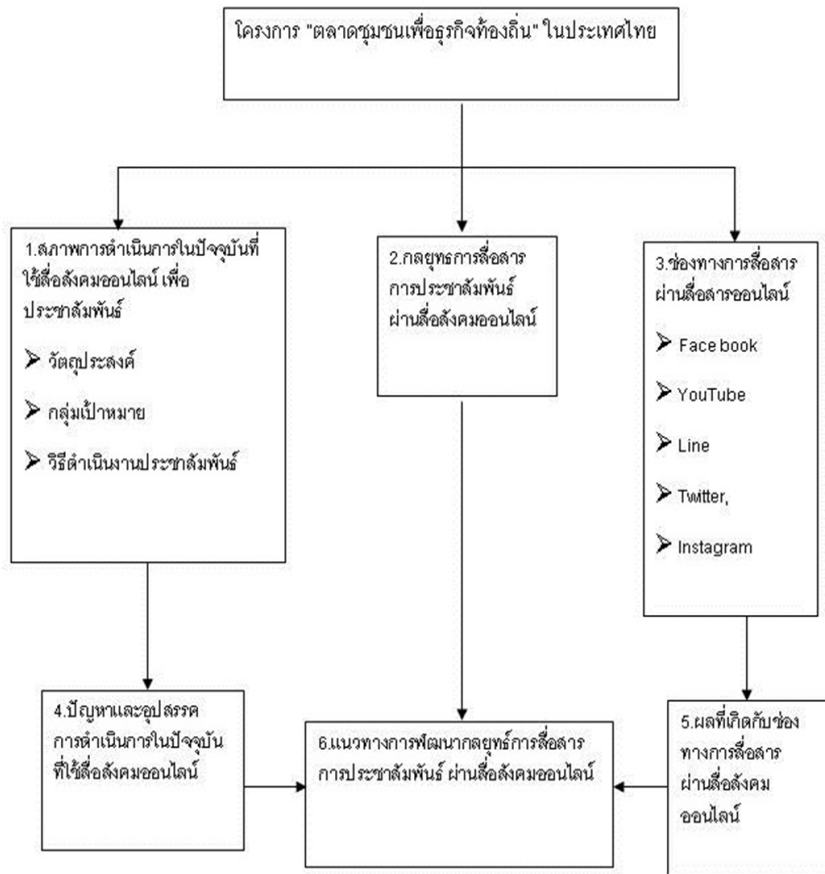 โครงการ "ตลาดชุมชนเพื่อธุรกิจท้องถิ่น" ในประเทศไทย
1.สภาพการดำเนินการในปัจจุบันที่
ใช้สื่อสังคมออนไลน์ เพื่อ
ประชาสัมพันธ์
➢ วัตถุประสงค์
➢ กลุ่มเป้าหมาย
➢ วิธีดำเนินงานประชาสัมพันธ์
2.กลยุทธการสื่อสาร
การประชาสัมพันธ์
ผ่านสื่อสังคมออนไลน์
3.ช่องทางการสื่อสาร
ผ่านสื่อสารออนไลน์
➢ Face book
➢ YouTube
➢ Line
➢ Twitter,
➢ Instagram
4.ปัญหาและอุปสรรค
การดำเนินการในปัจจุบัน
ที่ใช้สื่อสังคมออนไลน์
6.แนวทางการพัฒนากลยุทธ์การสื่อสาร
การประชาสัมพันธ์ ผ่านสื่อสังคมออนไลน์
5.ผลที่เกิดกับช่อง
ทางการสื่อสาร
ผ่านสื่อสังคม
ออนไลน์